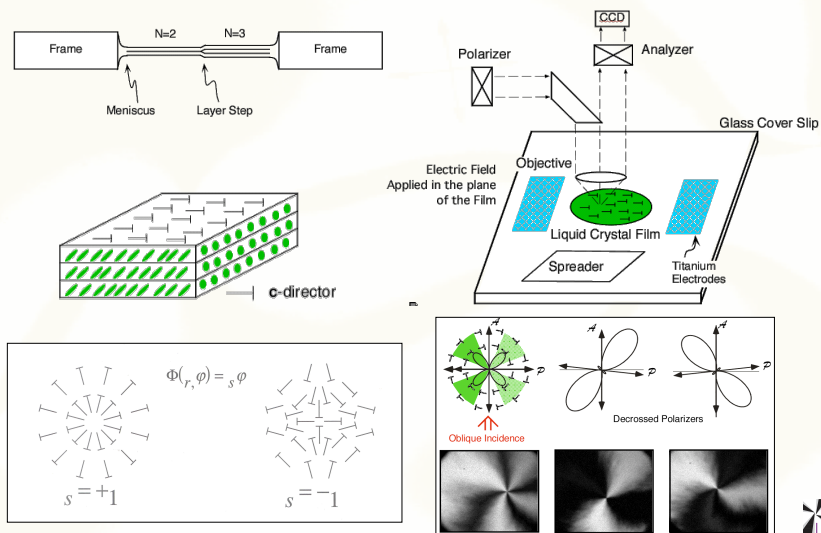 Frame
N=2
N=3
Frame
Meniscus
Layer Step
CCD
Polarizer
Analyzer
Glass Cover Slip
Objective
Electric Field
Applied in the plane
of the Film
Liquid Crystal Film
Spreader
Titanium
Electrodes
c-director
Φ(r,φ) = sφ
s = +1
s = −1
A
P
A
P
A
P
Oblique Incidence
Decrossed Polarizers